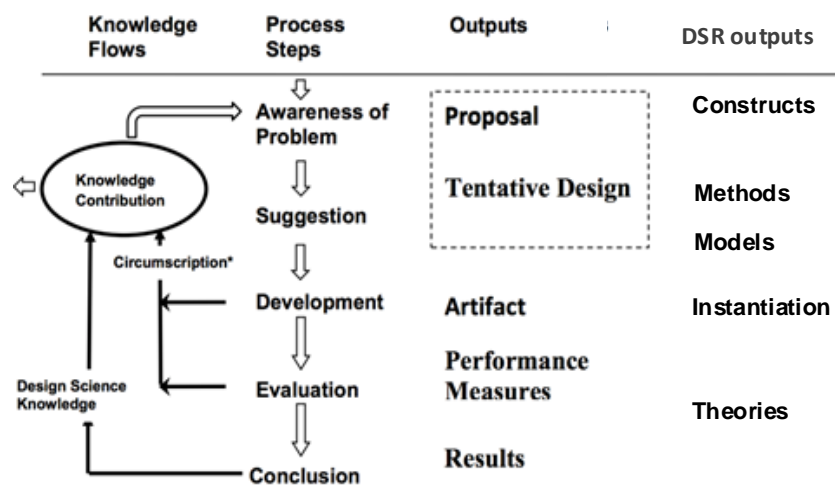 Knowledge Flows
Process Steps
Outputs
DSR outputs
Awareness of Problem
Proposal
Constructs
Knowledge Contribution
Tentative Design
Methods
Suggestion
Models
Circumscription*
Development
Artifact
Instantiation
Performance Measures
Design Science Knowledge
Evaluation
Theories
Conclusion
Results